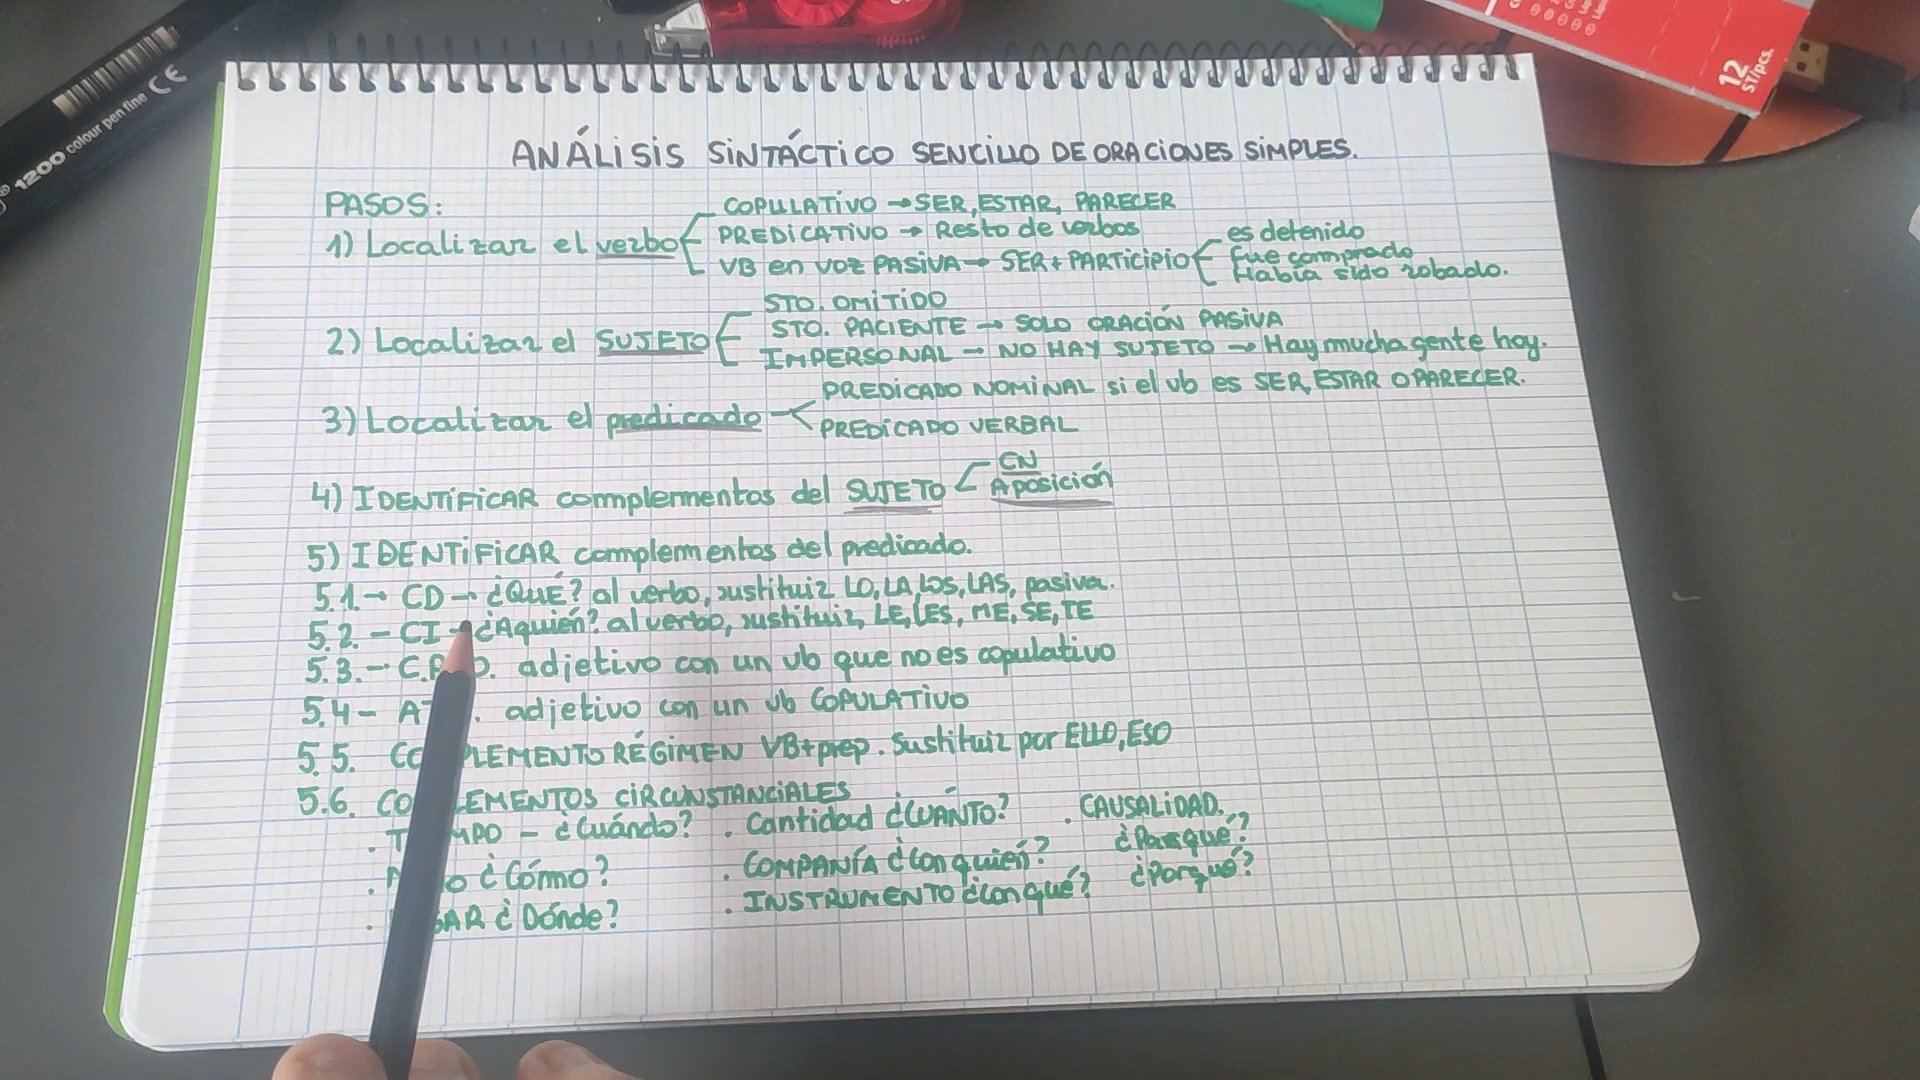 1200 colour pen fine CE
12
ST/pcs.
ANÁLISIS SINTÁCTICO SENCILLO DE ORACIONES SIMPLES.
PASOS:
COPULATIVO → SER, ESTAR, PARECER
1) Localizar el verbo PREDICATIVO → Resto de verbos
VB en VOZ PASIVA → SER + PARTICIPIO
es detenido
Fue comprado
Había sido robado.
STO. OMITIDO
2) Localizar el SUJETO STO. PACIENTE → SOLO ORACIÓN PASIVA
IMPERSONAL → NO HAY SUJETO → Hay mucha gente hoy.
PREDICADO NOMINAL si el vb es SER, ESTAR O PARECER.
3) Localizar el predicado
PREDICADO VERBAL
4) IDENTIFICAR complementos del SUJETO
CN
Aposición
5) IDENTIFICAR complementos del predicado.
5.1. → CD → ¿QUÉ? al verbo, sustituir LO, LA, LOS, LAS, pasiva.
5.2. - CI → ¿A quién? al verbo, sustituir, LE, LES, ME, SE, TE
5.3. - adjetivo con un vb que no es copulativo
5.4 - adjetivo con un vb COPULATIVO
5.5. RÉGIMEN VB + prep. Sustituir por ELLO, ESO
5.6. CIRCUNSTANCIALES
¿Cuándo? . Cantidad ¿CUÁNTO? . CAUSALIDAD.
¿Para qué?
¿Cómo? . COMPAÑÍA ¿Con quién?
¿Por qué?
¿Dónde? . INSTRUMENTO ¿Con qué?